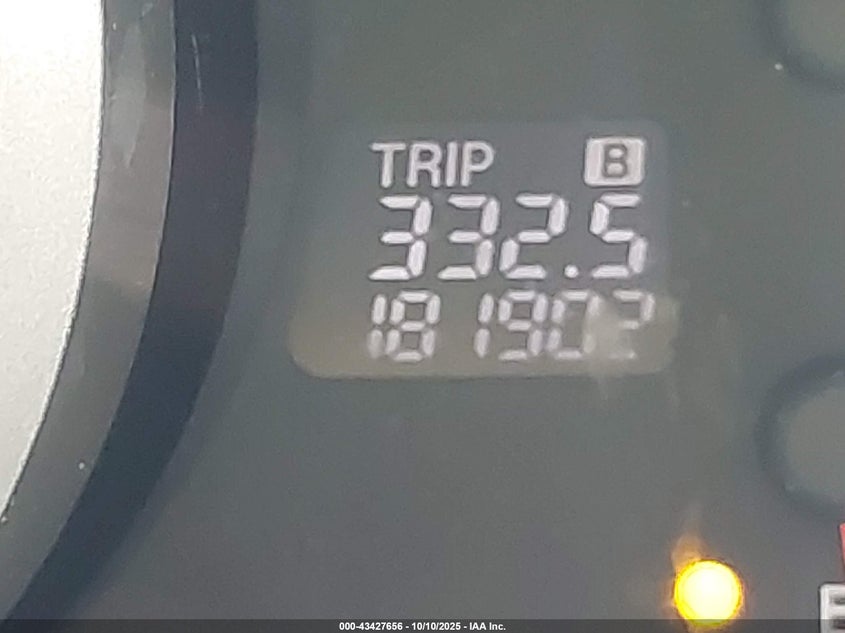 TRIP B
332.5
181902
E
000-43427656 - 10/10/2025 - IAA Inc.